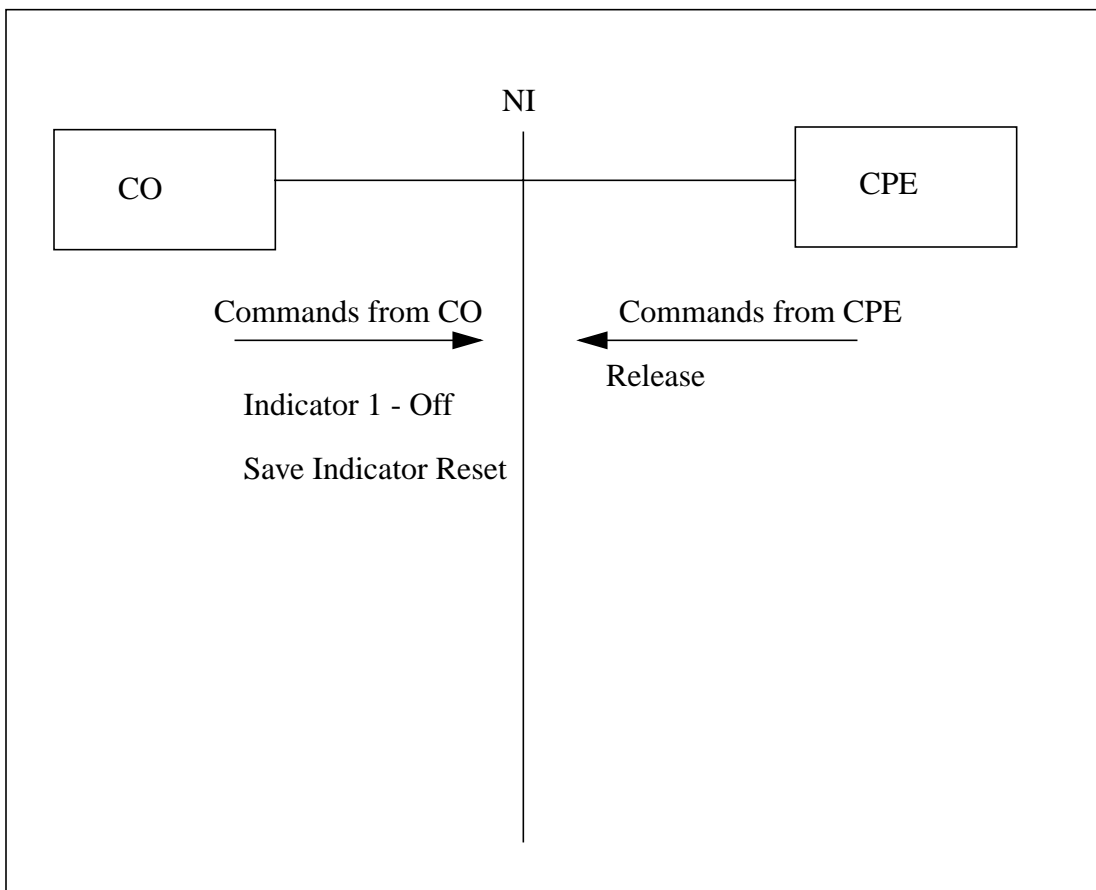 NI
CO
CPE
Commands from CO
Commands from CPE
Release
Indicator 1 - Off
Save Indicator Reset